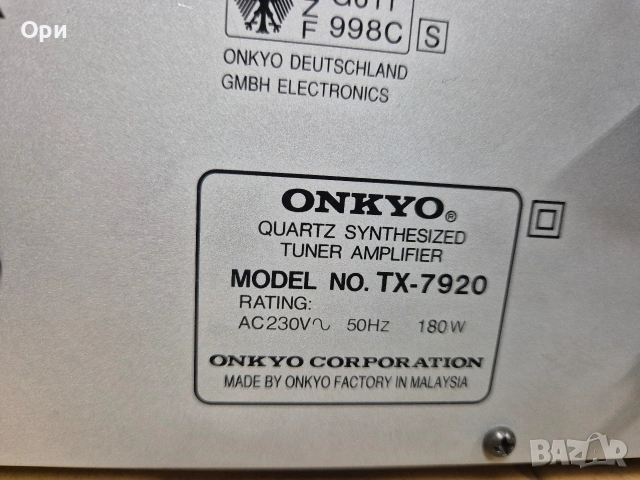 Ори
Z
F 998C
S
ONKYO DEUTSCHLAND
GMBH ELECTRONICS
ONKYO®
QUARTZ SYNTHESIZED
TUNER AMPLIFIER
MODEL NO. TX-7920
RATING:
AC230V～ 50HZ 180W
ONKYO CORPORATION
MADE BY ONKYO FACTORY IN MALAYSIA
BAZAR